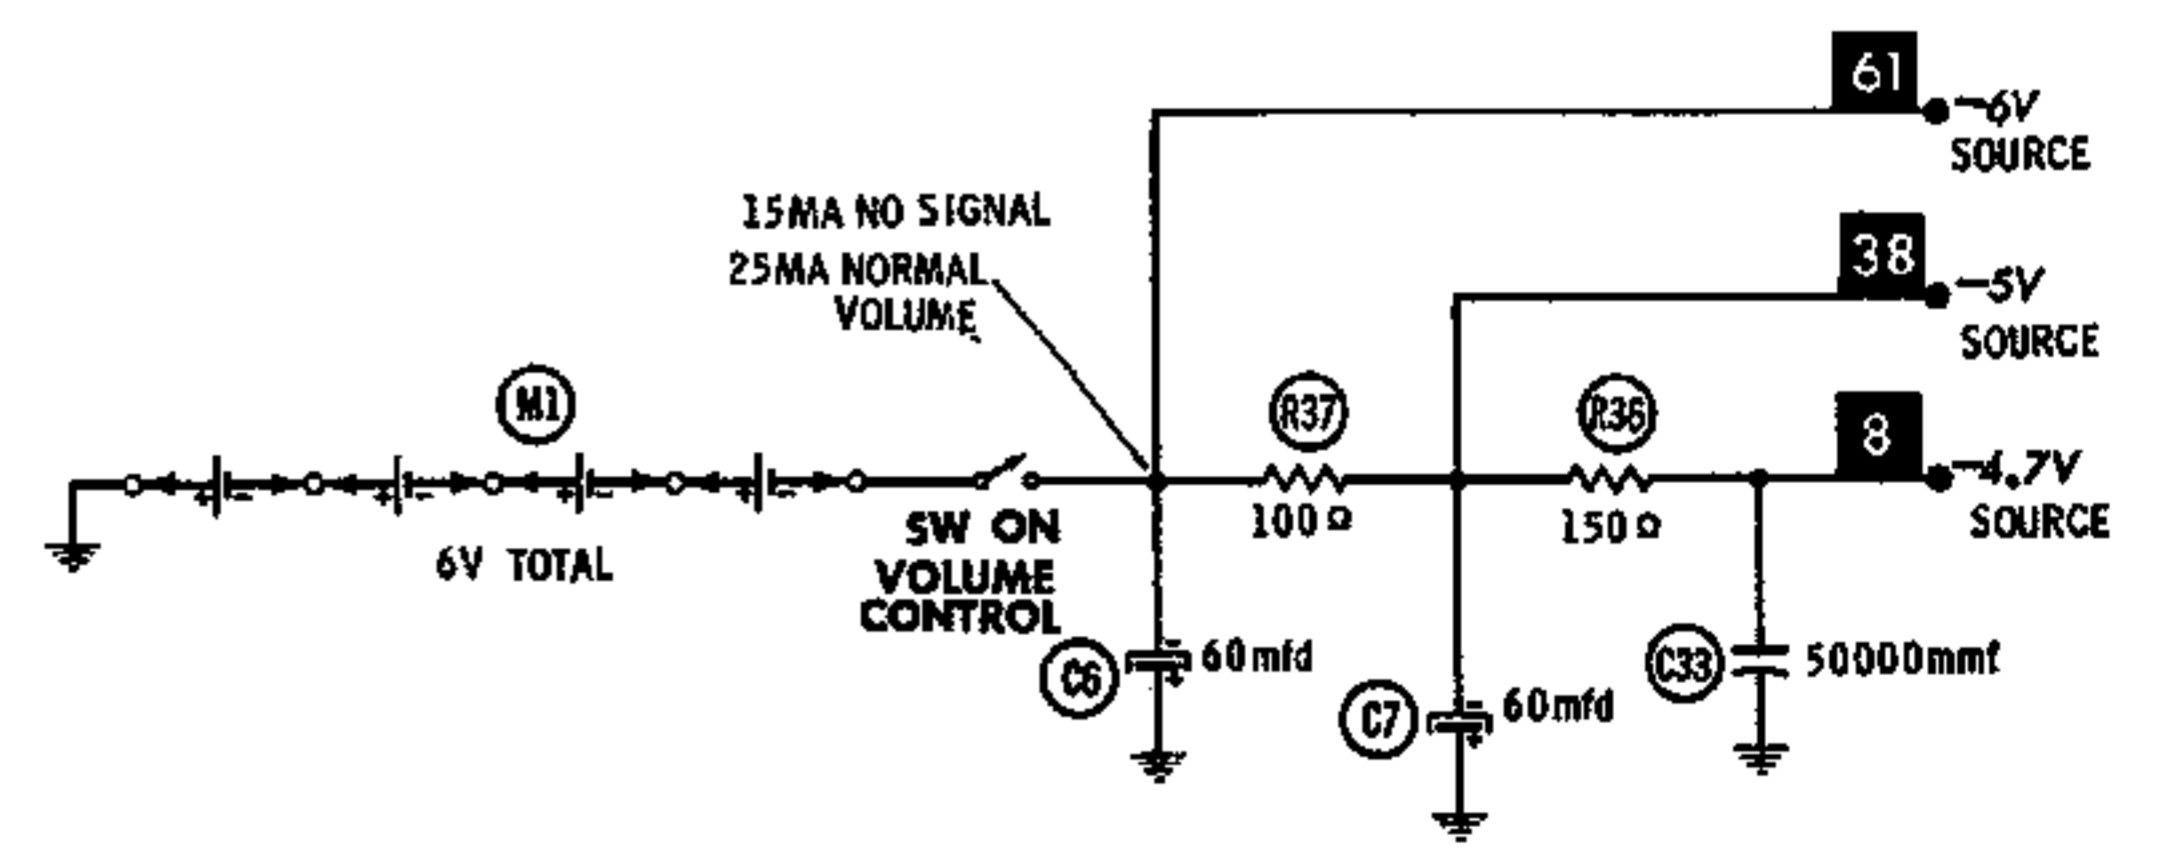 61
-6V
SOURCE
15MA NO SIGNAL
25MA NORMAL
VOLUME
38
-5V
SOURCE
M1
R37
R36
8
-4.7V
SOURCE
+ - + - + - + -
100Ω
150Ω
6V TOTAL
SW ON
VOLUME
CONTROL
C6
-
+
60mfd
C7
-
+
60mfd
C33
50000mmf